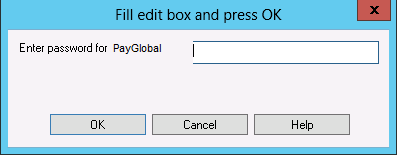 Fill edit box and press OK
x
Enter password for PayGlobal
OK Cancel Help